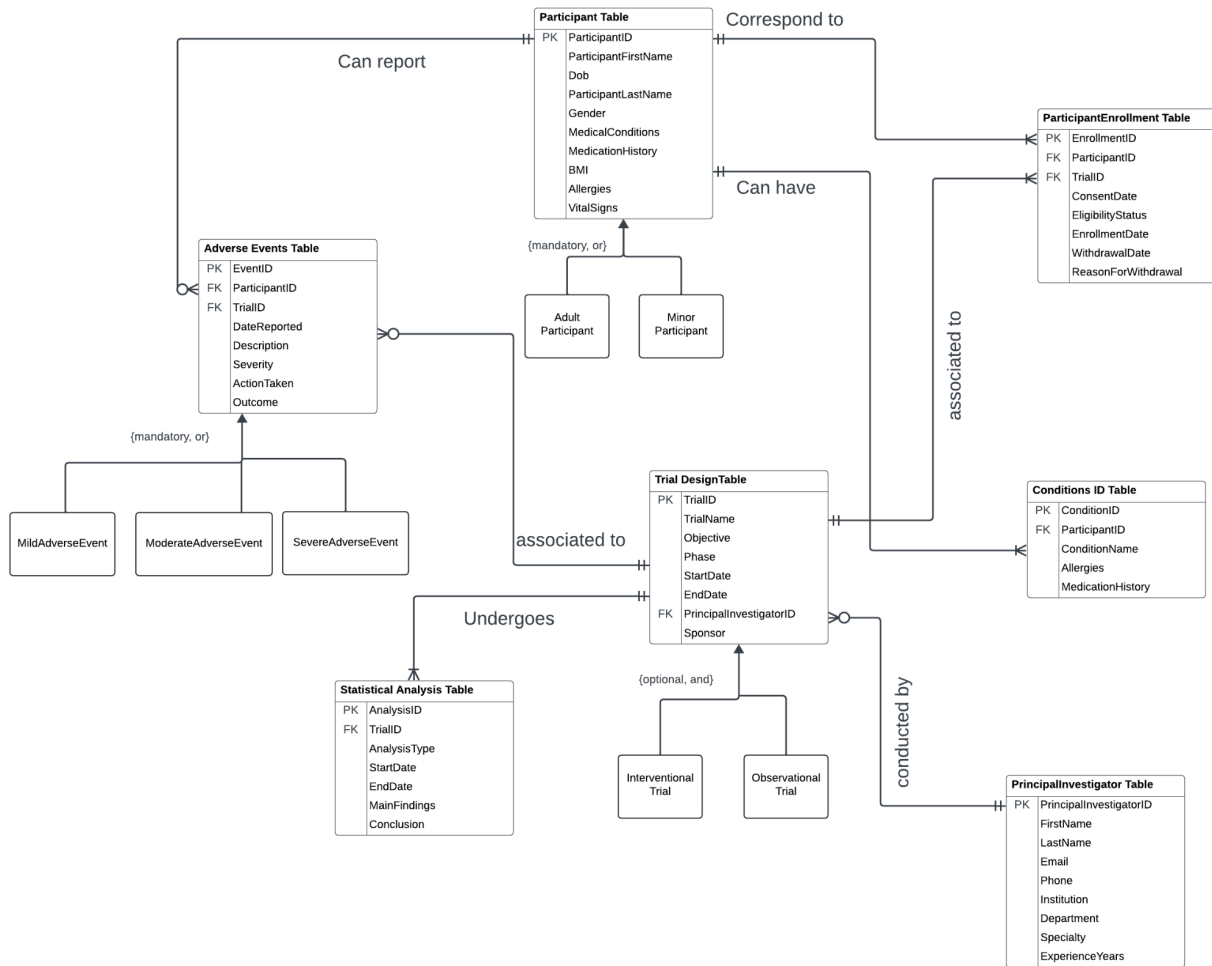 Participant Table
PK ParticipantID
ParticipantFirstName
Dob
ParticipantLastName
Gender
MedicalConditions
MedicationHistory
BMI
Allergies
VitalSigns
Correspond to
Can report
Can have
ParticipantEnrollment Table
PK EnrollmentID
FK ParticipantID
FK TrialID
ConsentDate
EligibilityStatus
EnrollmentDate
WithdrawalDate
ReasonForWithdrawal
{mandatory, or}
Adult
Participant
Minor
Participant
Adverse Events Table
PK EventID
FK ParticipantID
FK TrialID
DateReported
Description
Severity
ActionTaken
Outcome
{mandatory, or}
MildAdverseEvent
ModerateAdverseEvent
SevereAdverseEvent
associated to
associated to
Trial DesignTable
PK TrialID
TrialName
Objective
Phase
StartDate
EndDate
FK PrincipalInvestigatorID
Sponsor
Conditions ID Table
PK ConditionID
FK ParticipantID
ConditionName
Allergies
MedicationHistory
Undergoes
Statistical Analysis Table
PK AnalysisID
FK TrialID
AnalysisType
StartDate
EndDate
MainFindings
Conclusion
{optional, and}
Interventional
Trial
Observational
Trial
conducted by
PrincipalInvestigator Table
PK PrincipalInvestigatorID
FirstName
LastName
Email
Phone
Institution
Department
Specialty
ExperienceYears